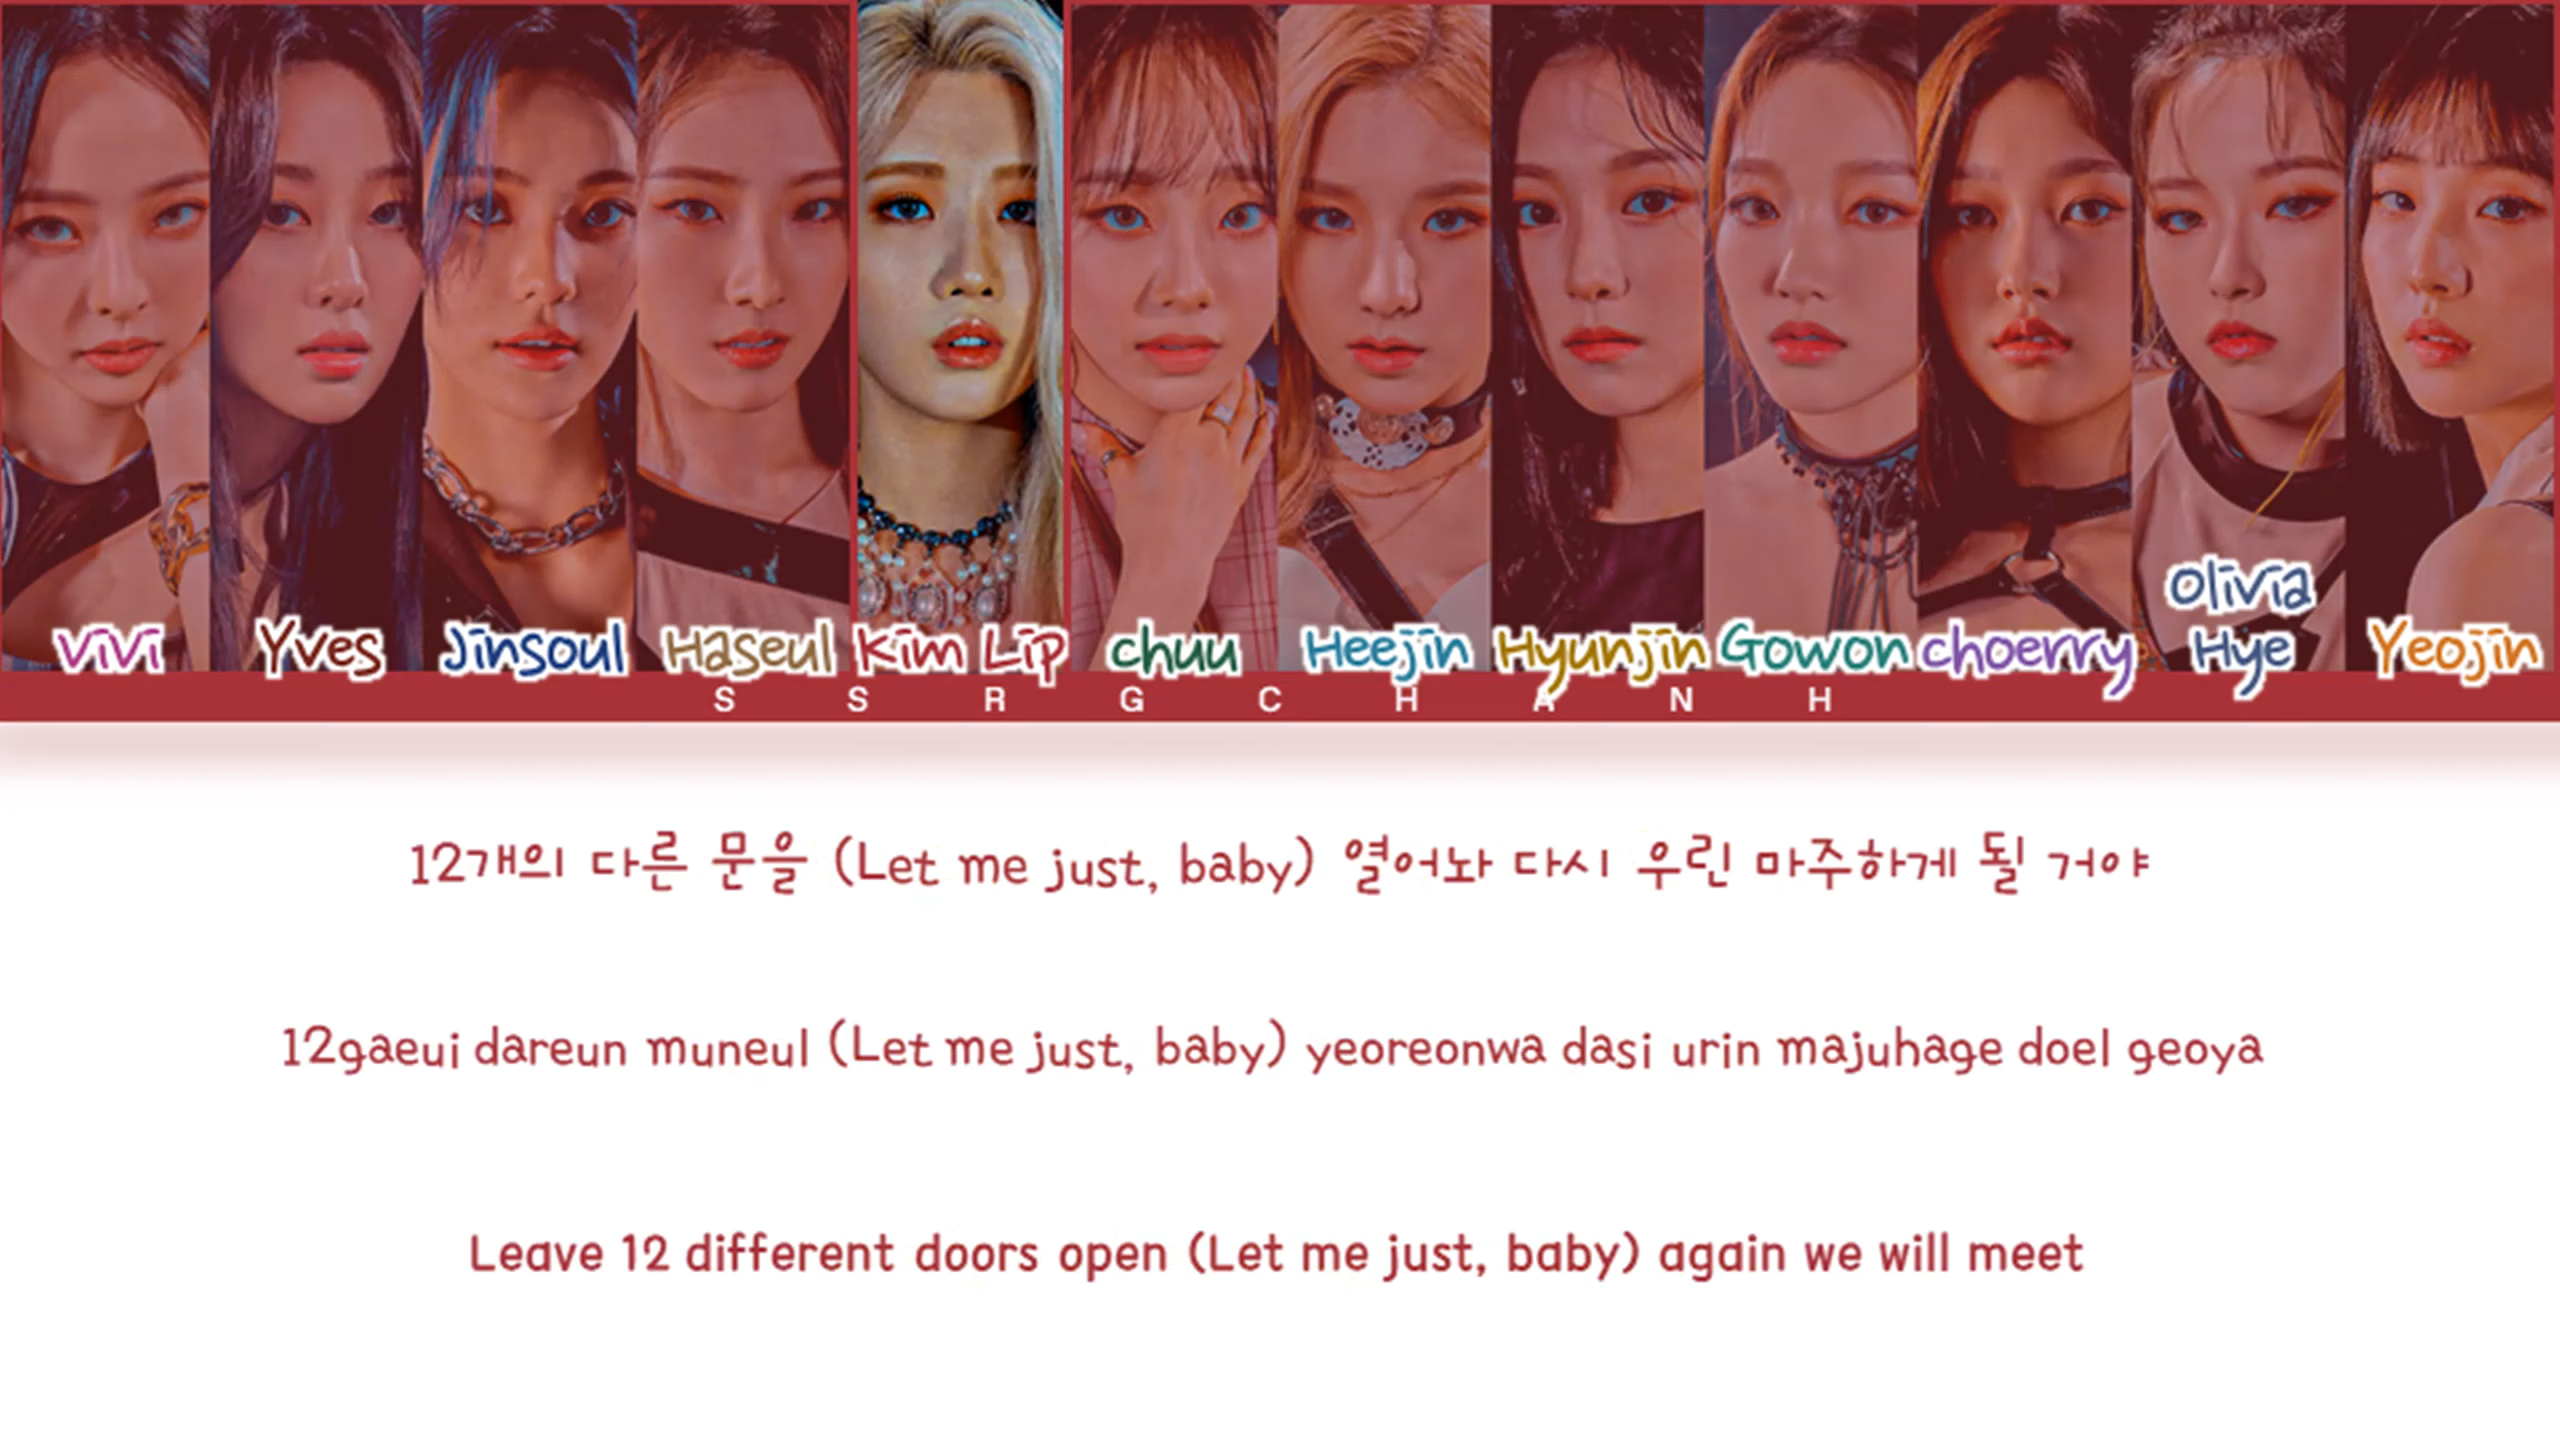 ViVi Yves Jinsoul Haseul Kim Lip chuu Heejin Hyunjin Gowon choerry Olivia Hye Yeojin
S S R G C H A N H
12개의 다른 문을 (Let me just, baby) 열어놔 다시 우린 마주하게 될 거야
12gaeui dareun muneul (Let me just, baby) yeoreonwa dasi urin majuhage doel geoya
Leave 12 different doors open (Let me just, baby) again we will meet